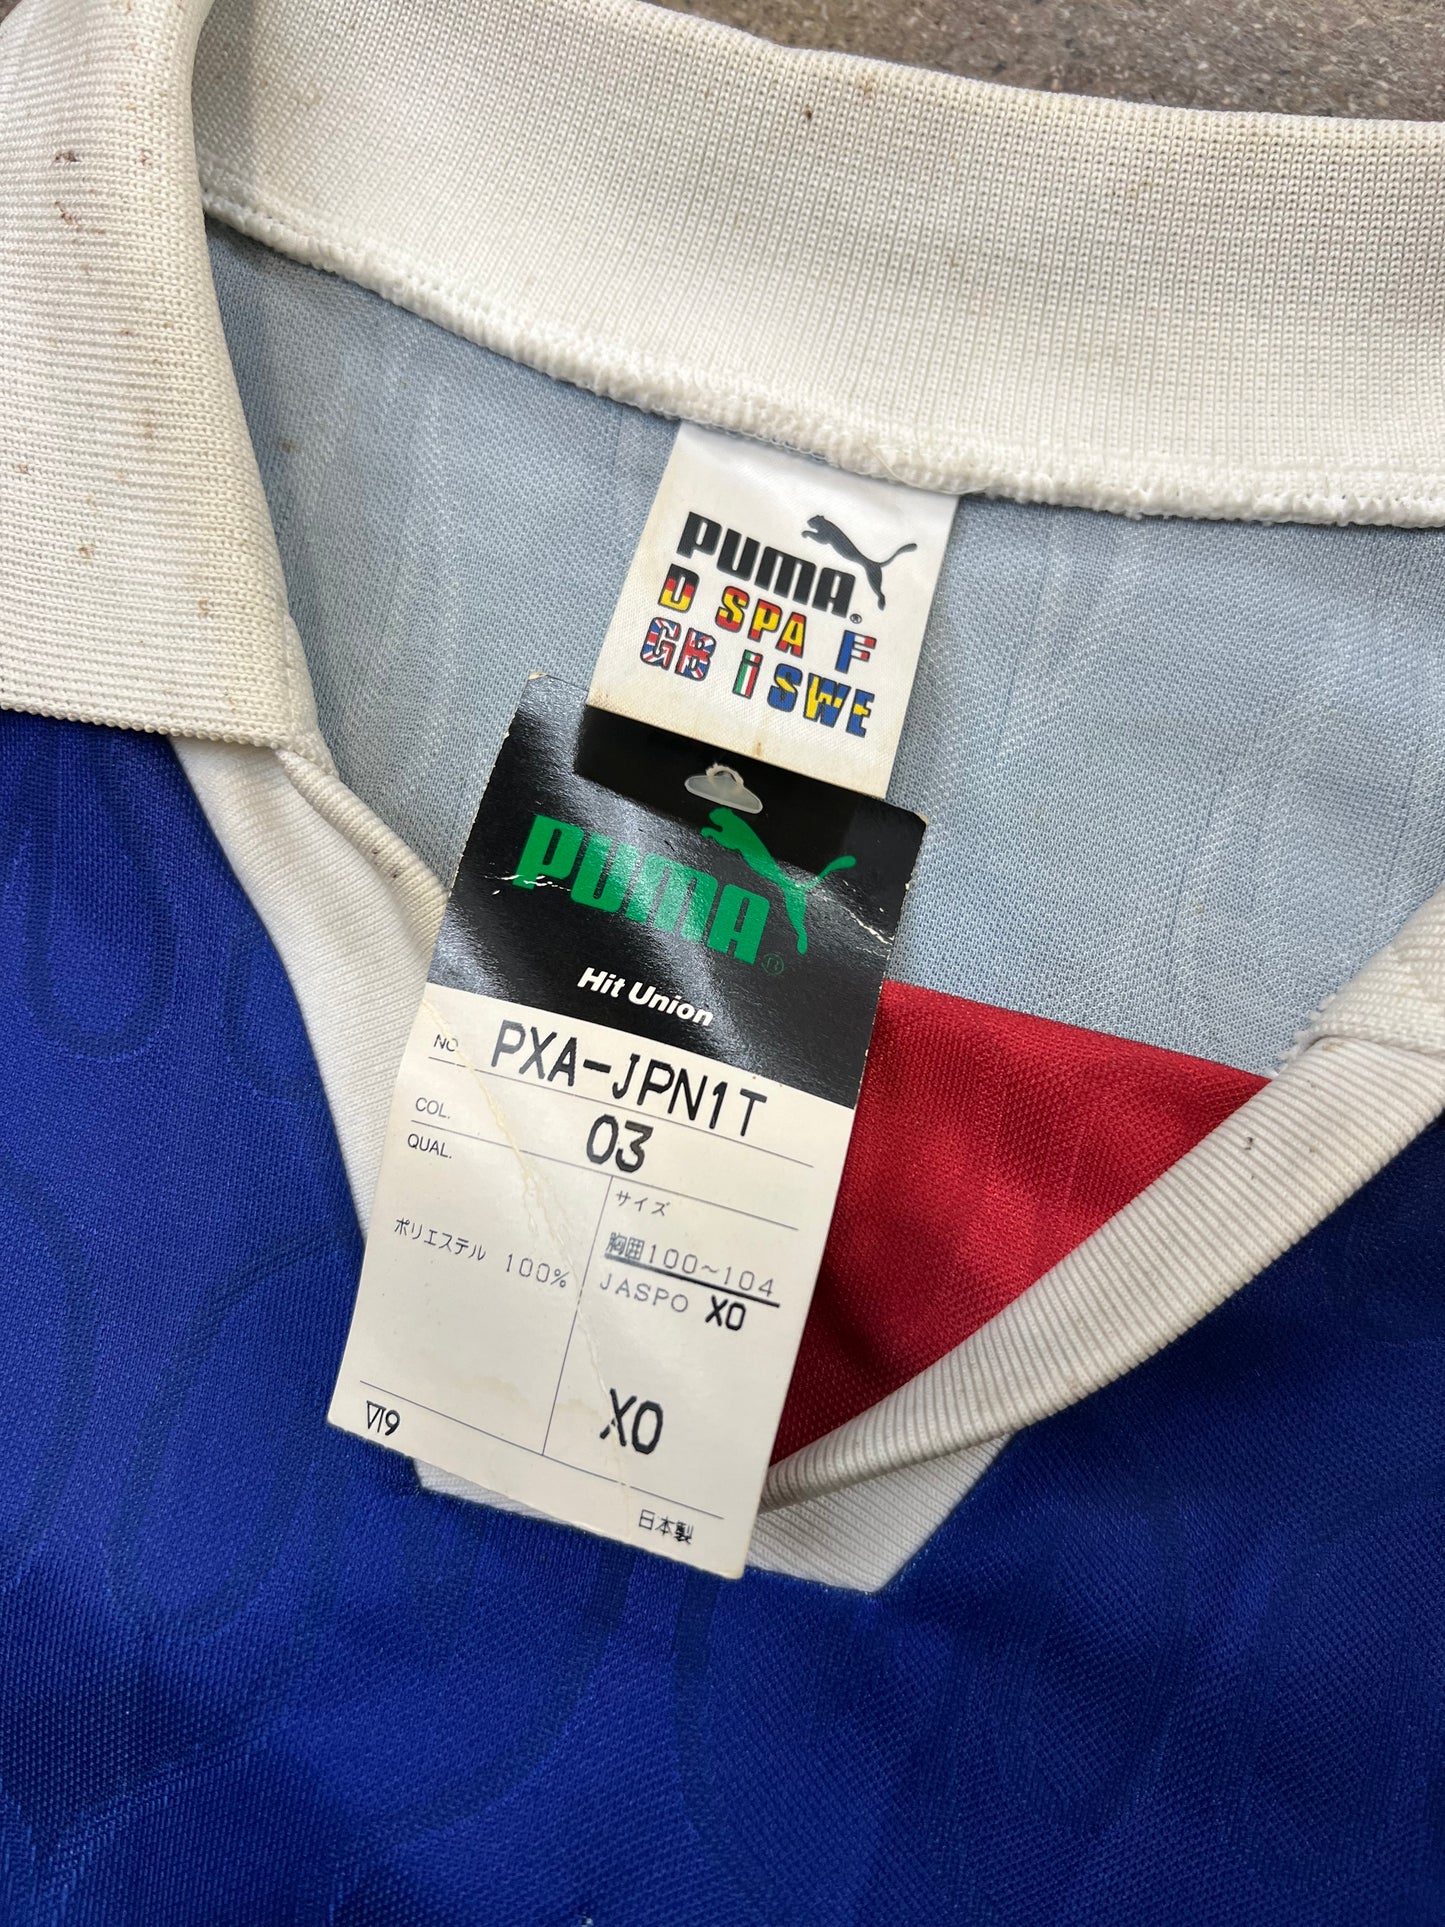 PUMA®
D SPA F
GB I SWE
PUMA®
Hit Union
NO. PXA-JPN1T
COL. 03
QUAL.
サイズ
ポリエステル 100%
胸囲100~104
JASPO XO
XO
日本製